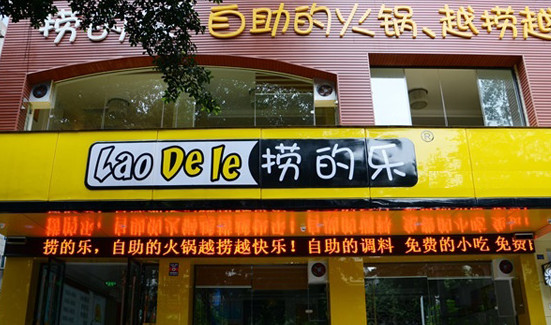 捞的 自助的火锅、越捞越
Lao De le 捞的乐 ®
捞的乐，自助的火锅越捞越快乐！自助的调料 免费的小吃 免费